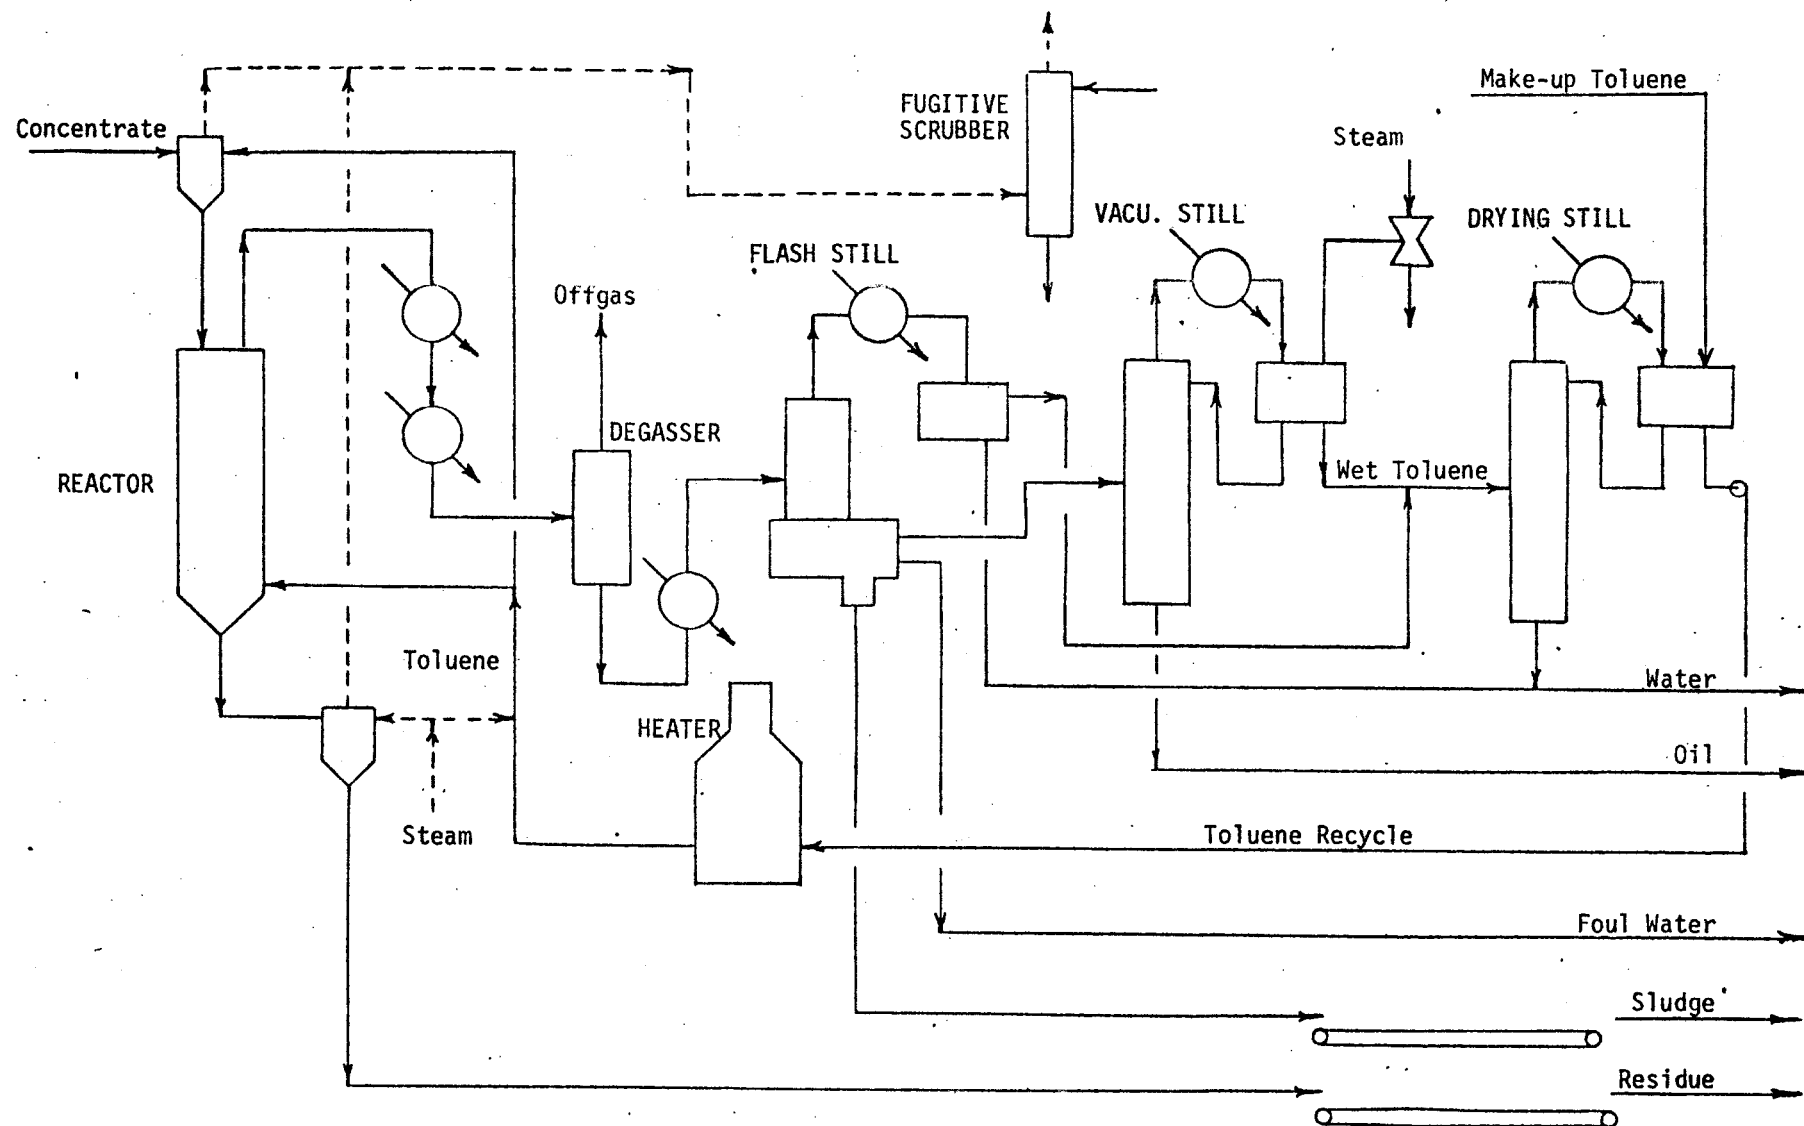 Make-up Toluene
FUGITIVE
SCRUBBER
Concentrate
Steam
VACU. STILL
DRYING STILL
FLASH STILL
Offgas
DEGASSER
REACTOR
Wet Toluene
Toluene
Water
HEATER
Oil
Steam
Toluene Recycle
Foul Water
Sludge
Residue